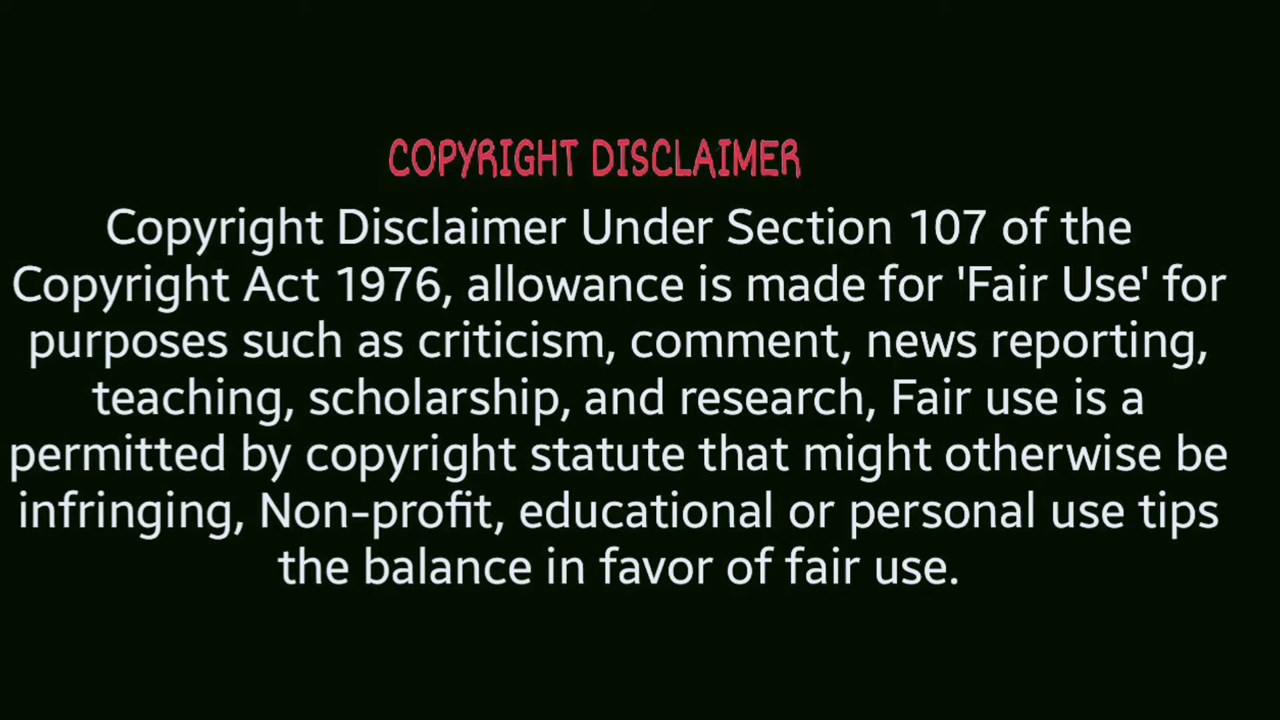 COPYRIGHT DISCLAIMER
Copyright Disclaimer Under Section 107 of the
Copyright Act 1976, allowance is made for 'Fair Use' for
purposes such as criticism, comment, news reporting,
teaching, scholarship, and research, Fair use is a
permitted by copyright statute that might otherwise be
infringing, Non-profit, educational or personal use tips
the balance in favor of fair use.